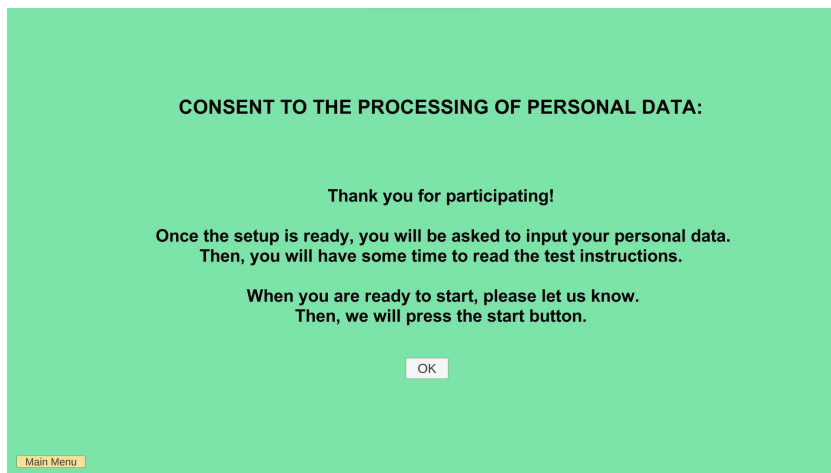 CONSENT TO THE PROCESSING OF PERSONAL DATA:
Thank you for participating!
Once the setup is ready, you will be asked to input your personal data.
Then, you will have some time to read the test instructions.
When you are ready to start, please let us know.
Then, we will press the start button.
OK
Main Menu